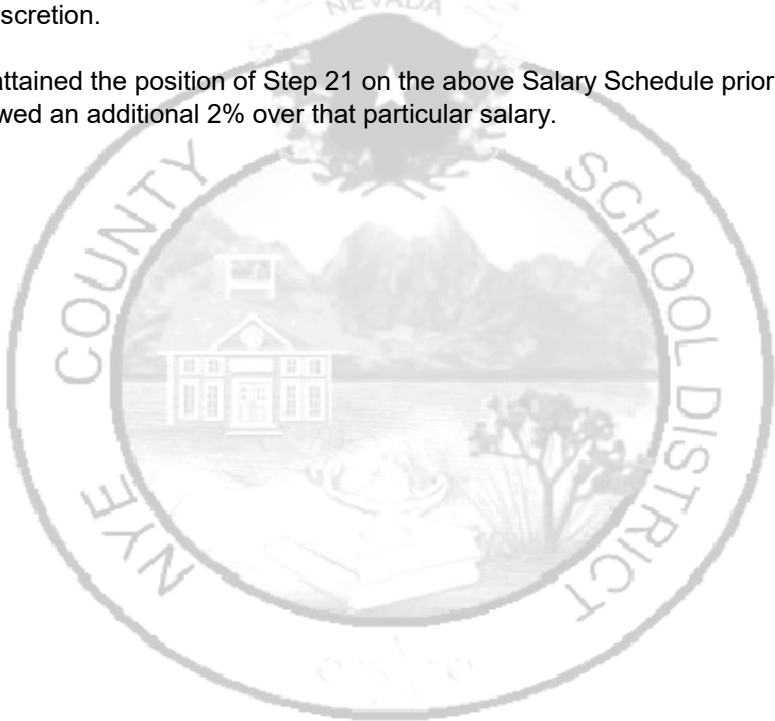 scretion.
NEVADA
attained the position of Step 21 on the above Salary Schedule prior
wed an additional 2% over that particular salary.
NYE COUNTY SCHOOL DISTRICT